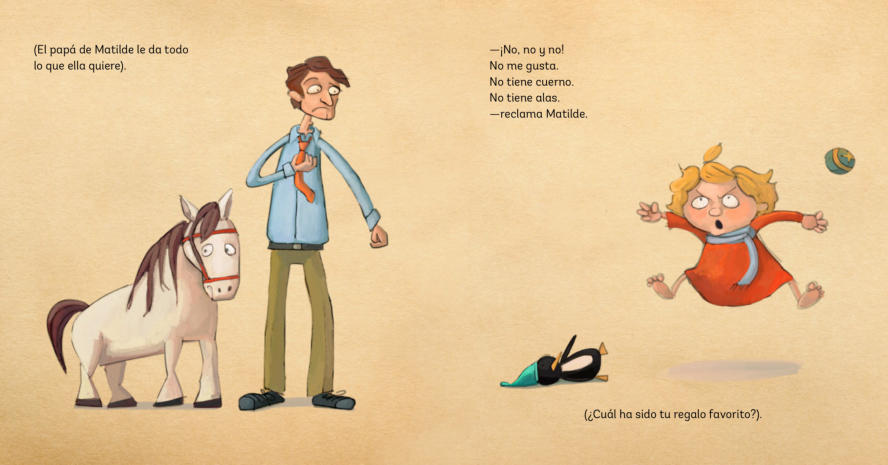 (El papá de Matilde le da todo
lo que ella quiere).
—¡No, no y no!
No me gusta.
No tiene cuerno.
No tiene alas.
—reclama Matilde.
(¿Cuál ha sido tu regalo favorito?).